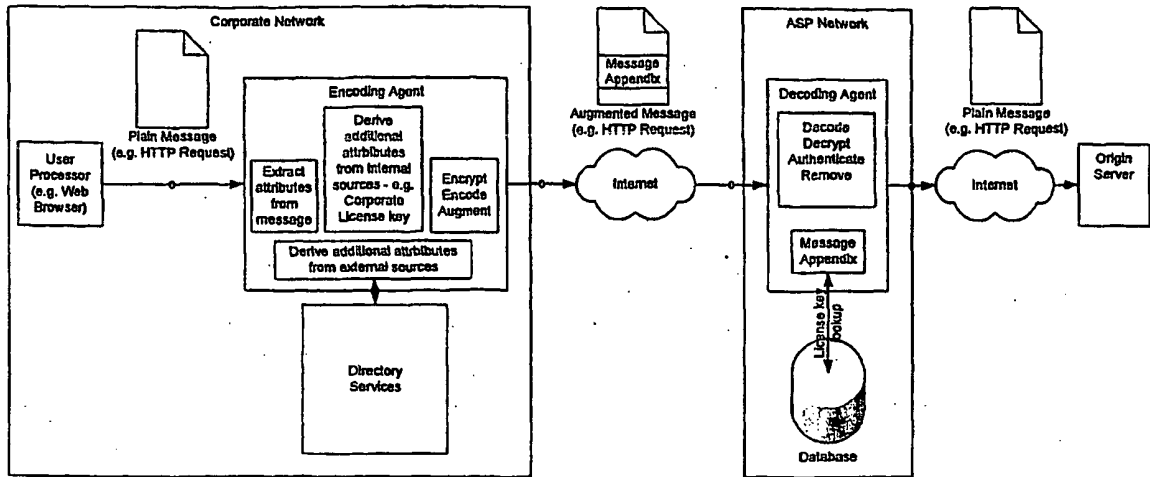 Corporate Network
Plain Message
(e.g. HTTP Request)
User
Processor
(e.g. Web
Browser)
Encoding Agent
Extract
attributes
from
message
Derive
additional
attributes
from internal
sources - e.g.
Corporate
License key
Encrypt
Encode
Augment
Derive additional attributes
from external sources
Directory
Services
Message
Appendix
Augmented Message
(e.g. HTTP Request)
Internet
ASP Network
Decoding Agent
Decode
Decrypt
Authenticate
Remove
Message
Appendix
License key
lookup
Database
Plain Message
(e.g. HTTP Request)
Internet
Origin
Server